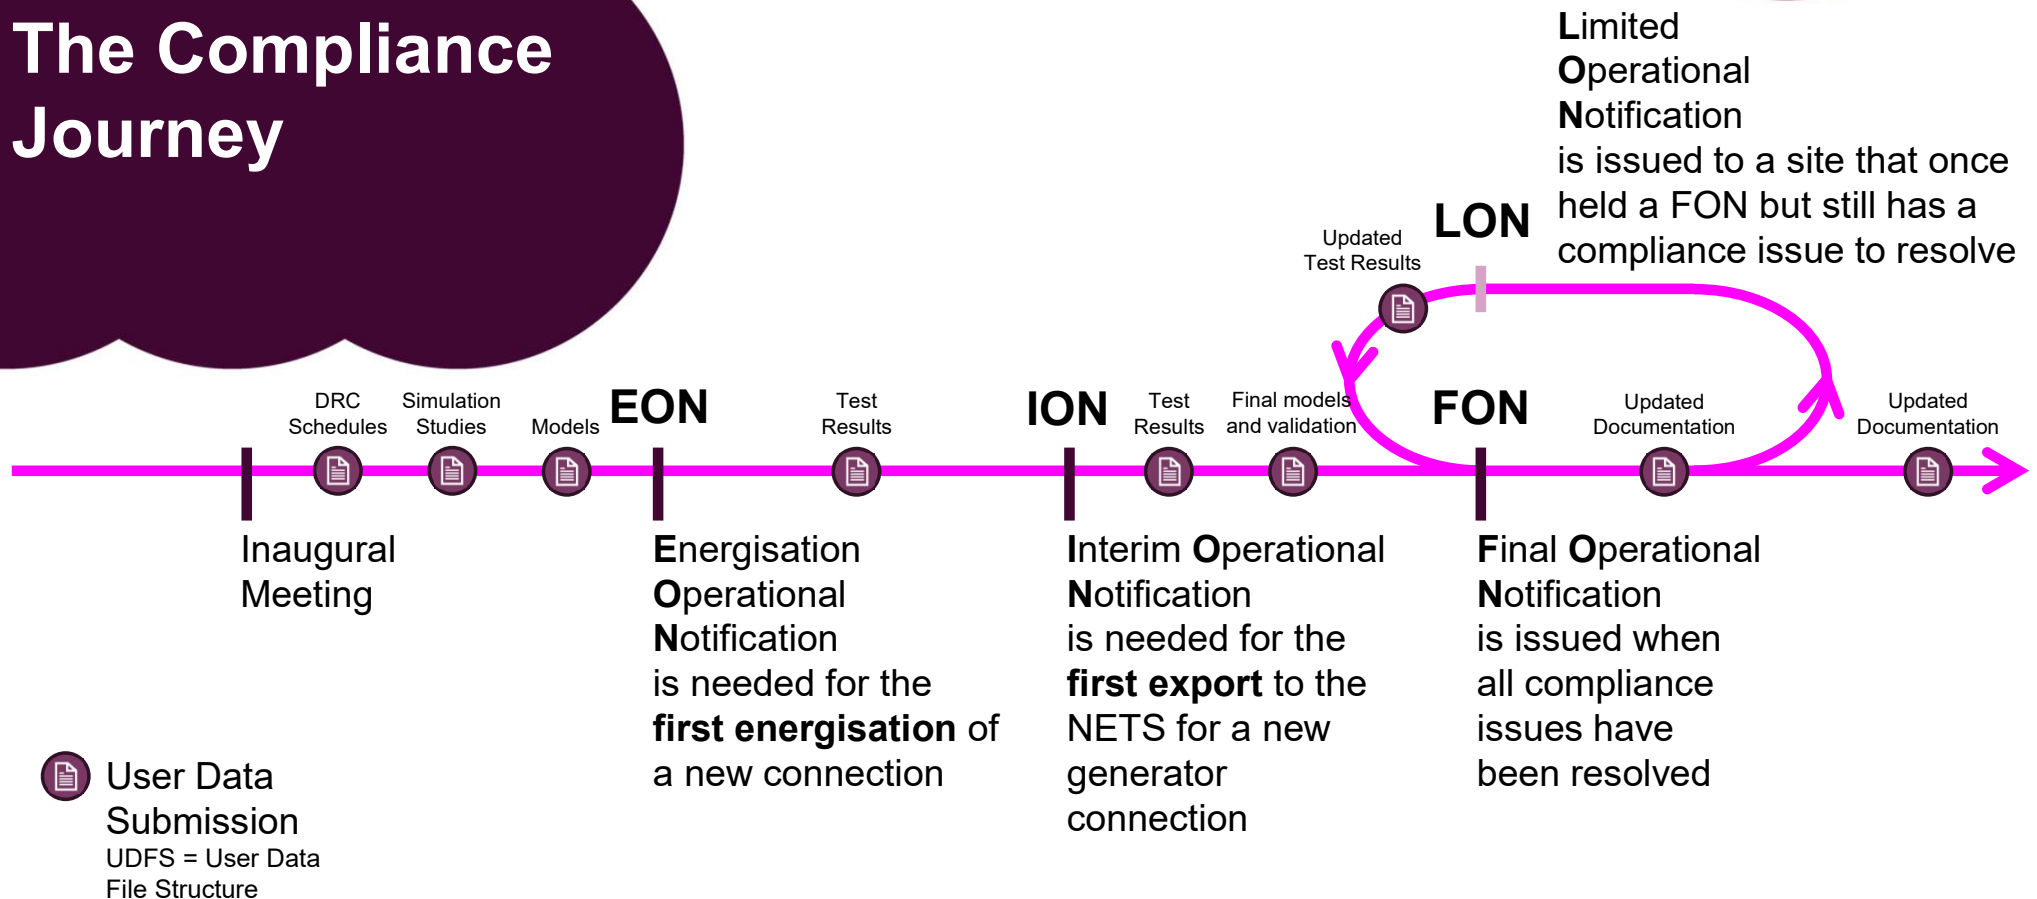 The Compliance
Journey
Limited
Operational
Notification
is issued to a site that once
held a FON but still has a
compliance issue to resolve
LON
Updated
Test Results
DRC
Schedules
Simulation
Studies
Models
EON
Test
Results
ION
Test
Results
Final models
and validation
FON
Updated
Documentation
Updated
Documentation
Inaugural
Meeting
Energisation
Operational
Notification
is needed for the
first energisation of
a new connection
Interim Operational
Notification
is needed for the
first export to the
NETS for a new
generator
connection
Final Operational
Notification
is issued when
all compliance
issues have
been resolved
User Data
Submission
UDFS = User Data
File Structure